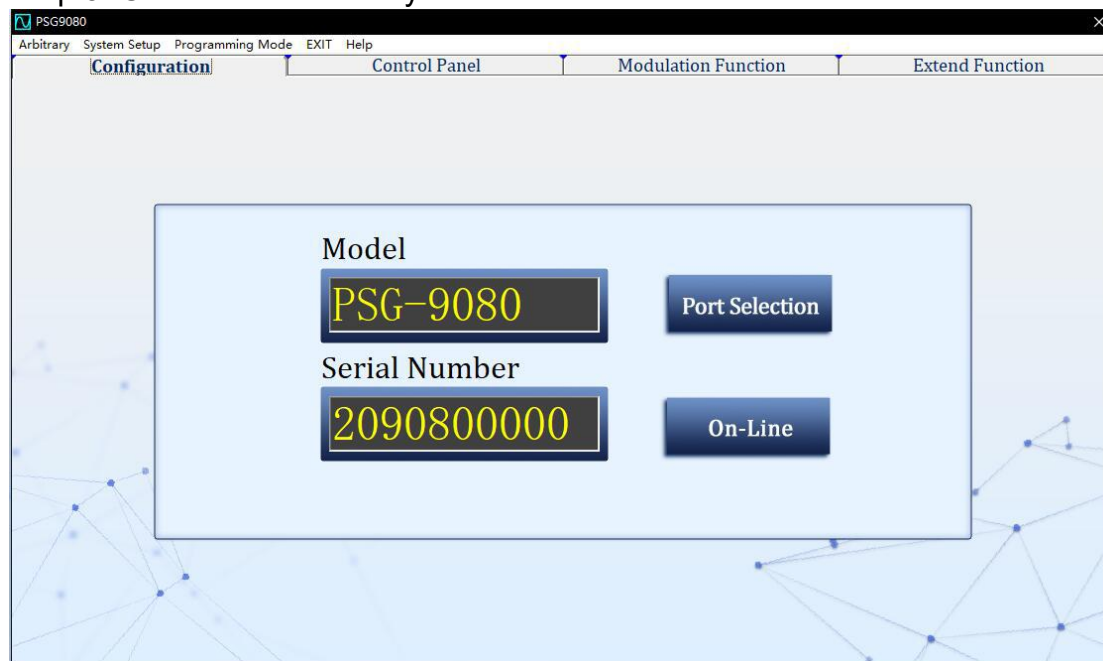 PSG9080
Arbitrary System Setup Programming Mode EXIT Help
Configuration Control Panel Modulation Function Extend Function
Model
PSG-9080
Port Selection
Serial Number
2090800000
On-Line